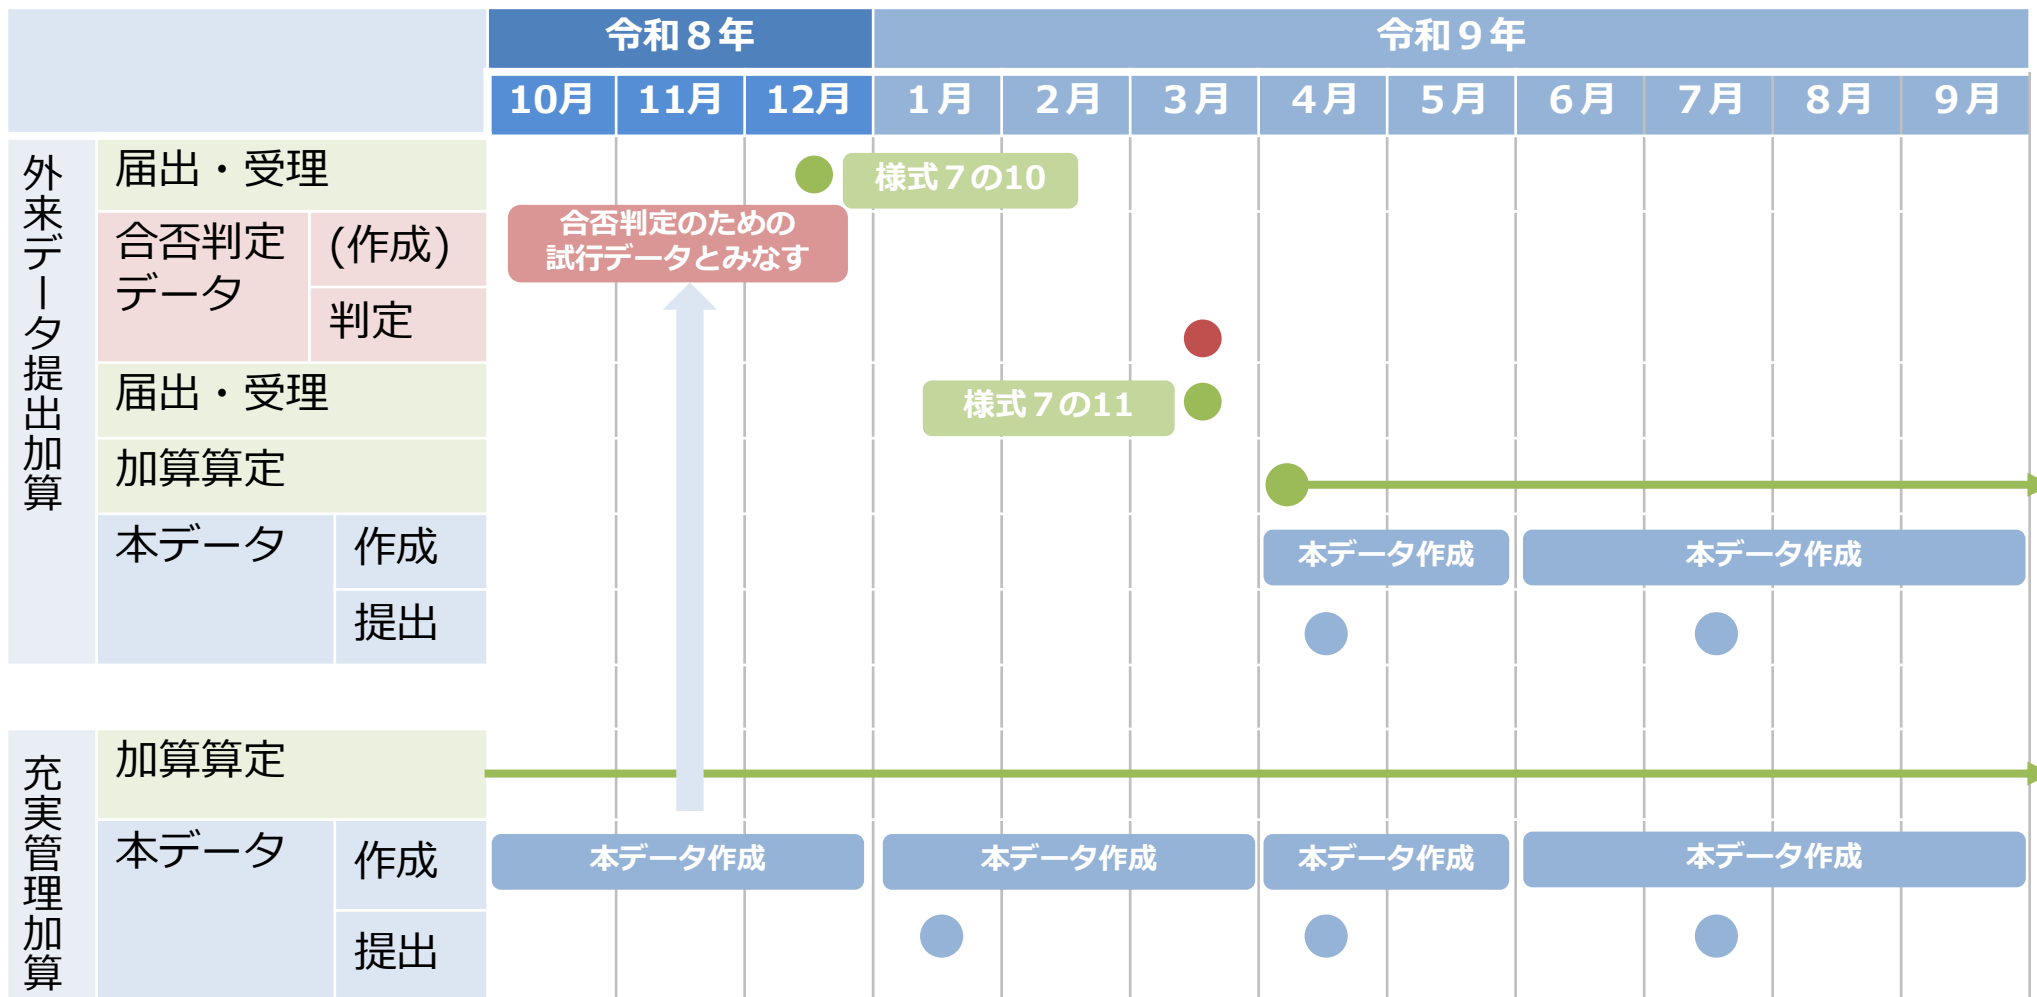 令和８年
令和９年
10月 11月 12月 １月 ２月 ３月 ４月 ５月 ６月 ７月 ８月 ９月
外来データ提出加算
届出・受理
様式７の10
合否判定
データ
(作成)
合否判定のための
試行データとみなす
判定
届出・受理
様式７の11
加算算定
本データ
作成
本データ作成
本データ作成
提出
充実管理加算
加算算定
本データ
作成
本データ作成
本データ作成
本データ作成
本データ作成
提出